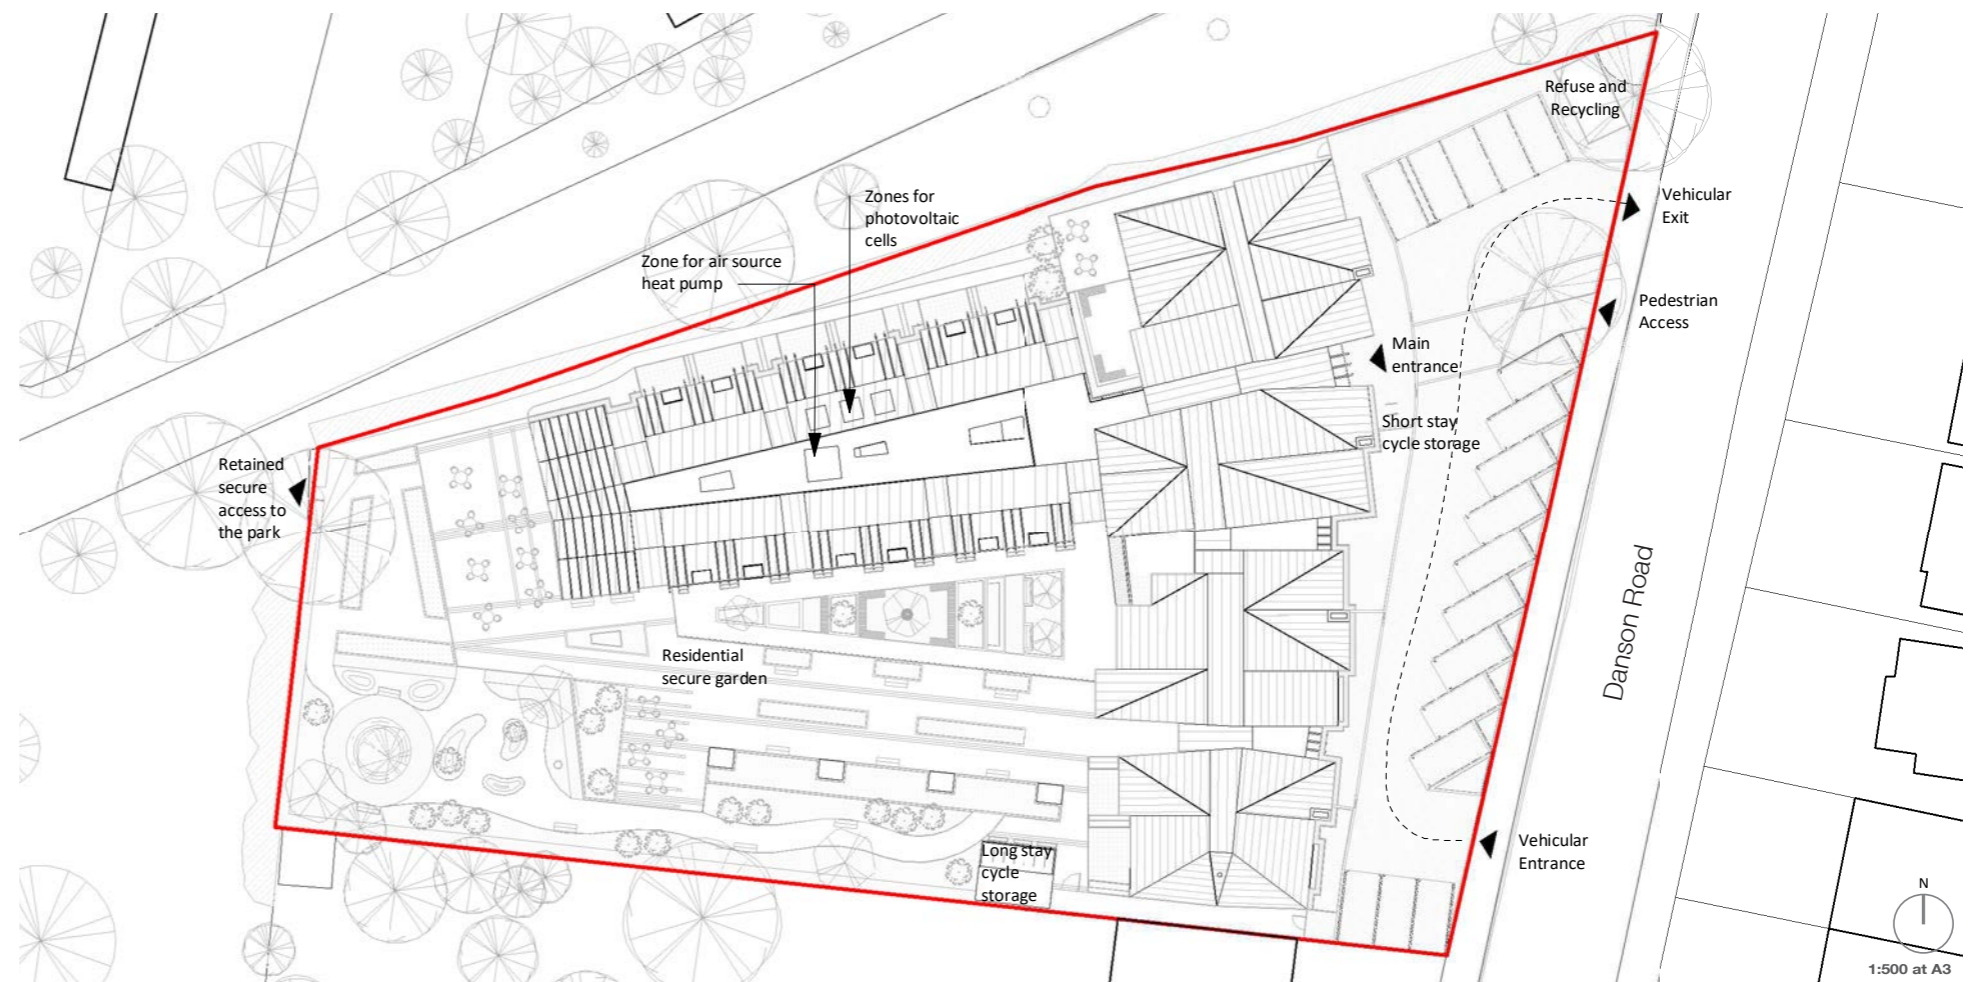 Refuse and
Recycling
Zones for
photovoltaic
cells
Vehicular
Exit
Zone for air source
heat pump
Pedestrian
Access
Main
entrance
Short stay
cycle storage
Retained
secure
access to
the park
Danson Road
Residential
secure garden
Vehicular
Entrance
Long stay
cycle
storage
N
1:500 at A3